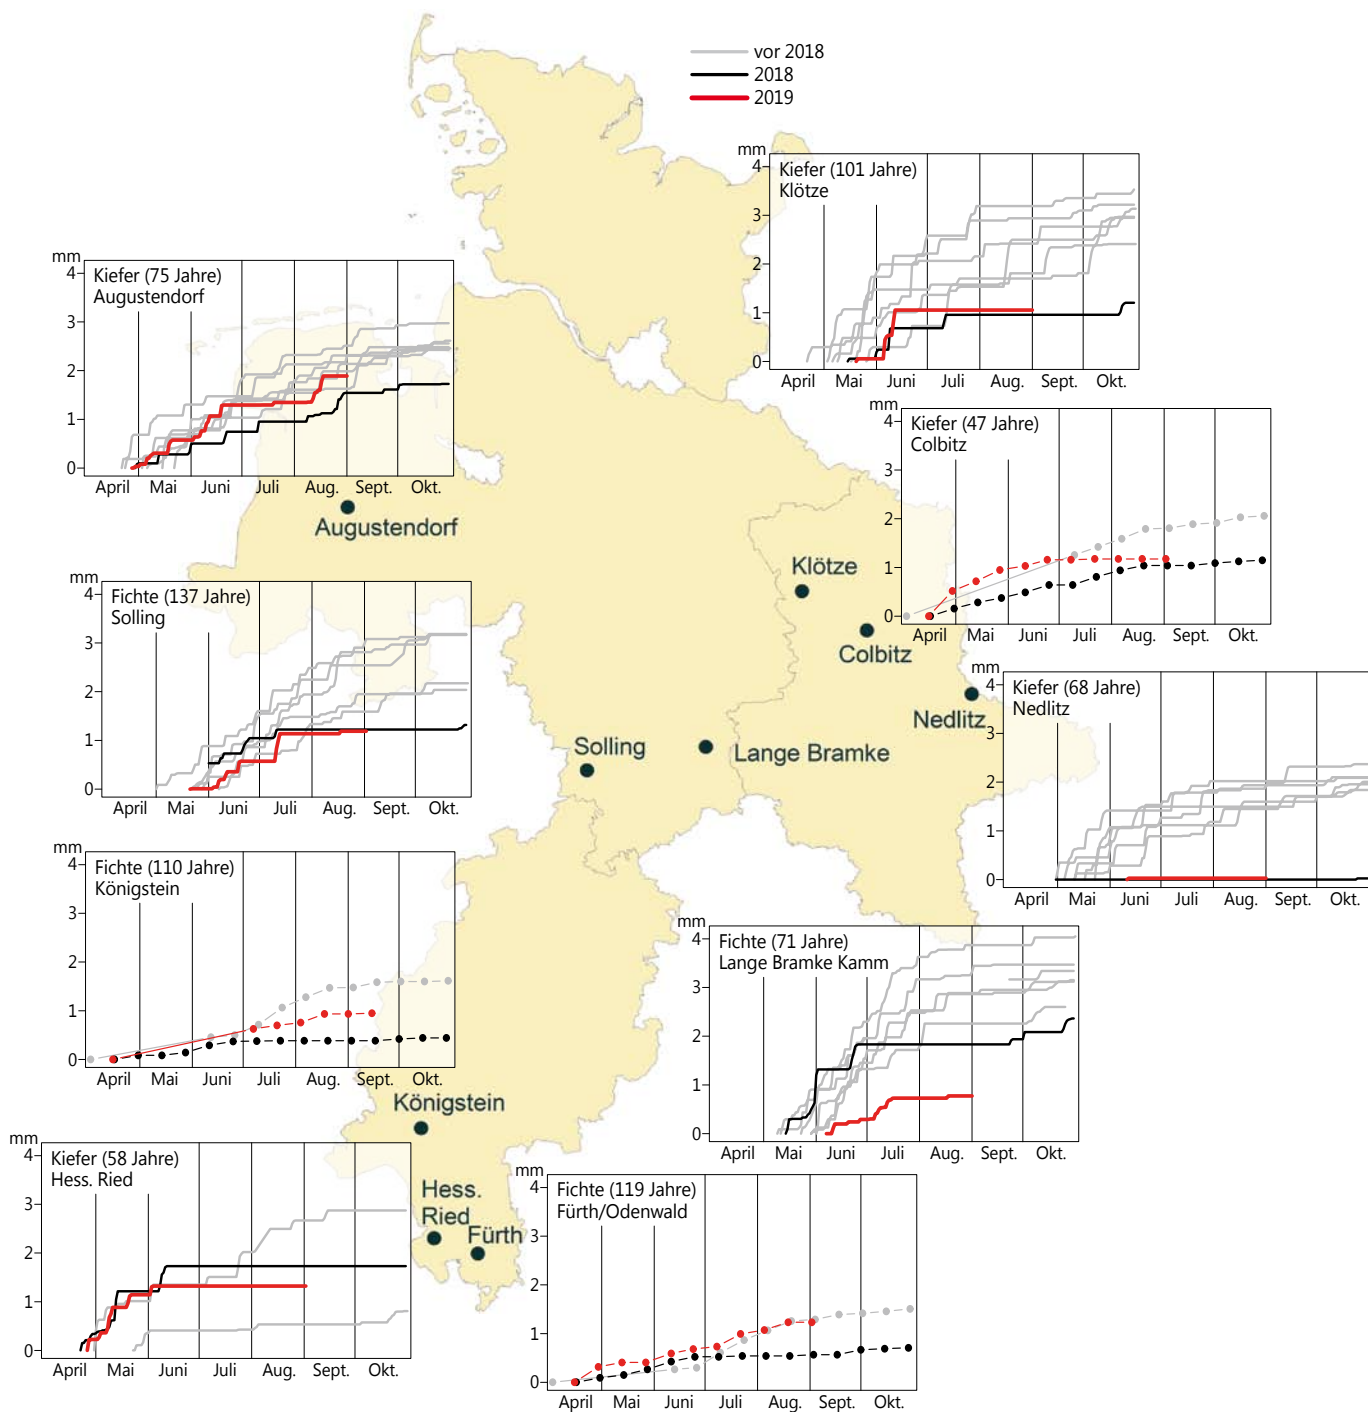 vor 2018
2018
2019
mm
Kiefer (101 Jahre)
Klötze
4
3
2
1
0
April Mai Juni Juli Aug. Sept. Okt.
mm
Kiefer (75 Jahre)
Augustendorf
4
3
2
1
0
April Mai Juni Juli Aug. Sept. Okt.
mm
Kiefer (47 Jahre)
Colbitz
4
3
2
1
0
April Mai Juni Juli Aug. Sept. Okt.
Augustendorf
Klötze
Colbitz
Nedlitz
Solling
Lange Bramke
mm
Fichte (137 Jahre)
Solling
4
3
2
1
0
April Mai Juni Juli Aug. Sept. Okt.
mm
Kiefer (68 Jahre)
Nedlitz
4
3
2
1
0
April Mai Juni Juli Aug. Sept. Okt.
mm
Fichte (110 Jahre)
Königstein
4
3
2
1
0
April Mai Juni Juli Aug. Sept. Okt.
mm
Fichte (71 Jahre)
Lange Bramke Kamm
4
3
2
1
0
April Mai Juni Juli Aug. Sept. Okt.
Königstein
Hess.
Ried
Fürth
mm
Kiefer (58 Jahre)
Hess. Ried
4
3
2
1
0
April Mai Juni Juli Aug. Sept. Okt.
mm
Fichte (119 Jahre)
Fürth/Odenwald
4
3
2
1
0
April Mai Juni Juli Aug. Sept. Okt.